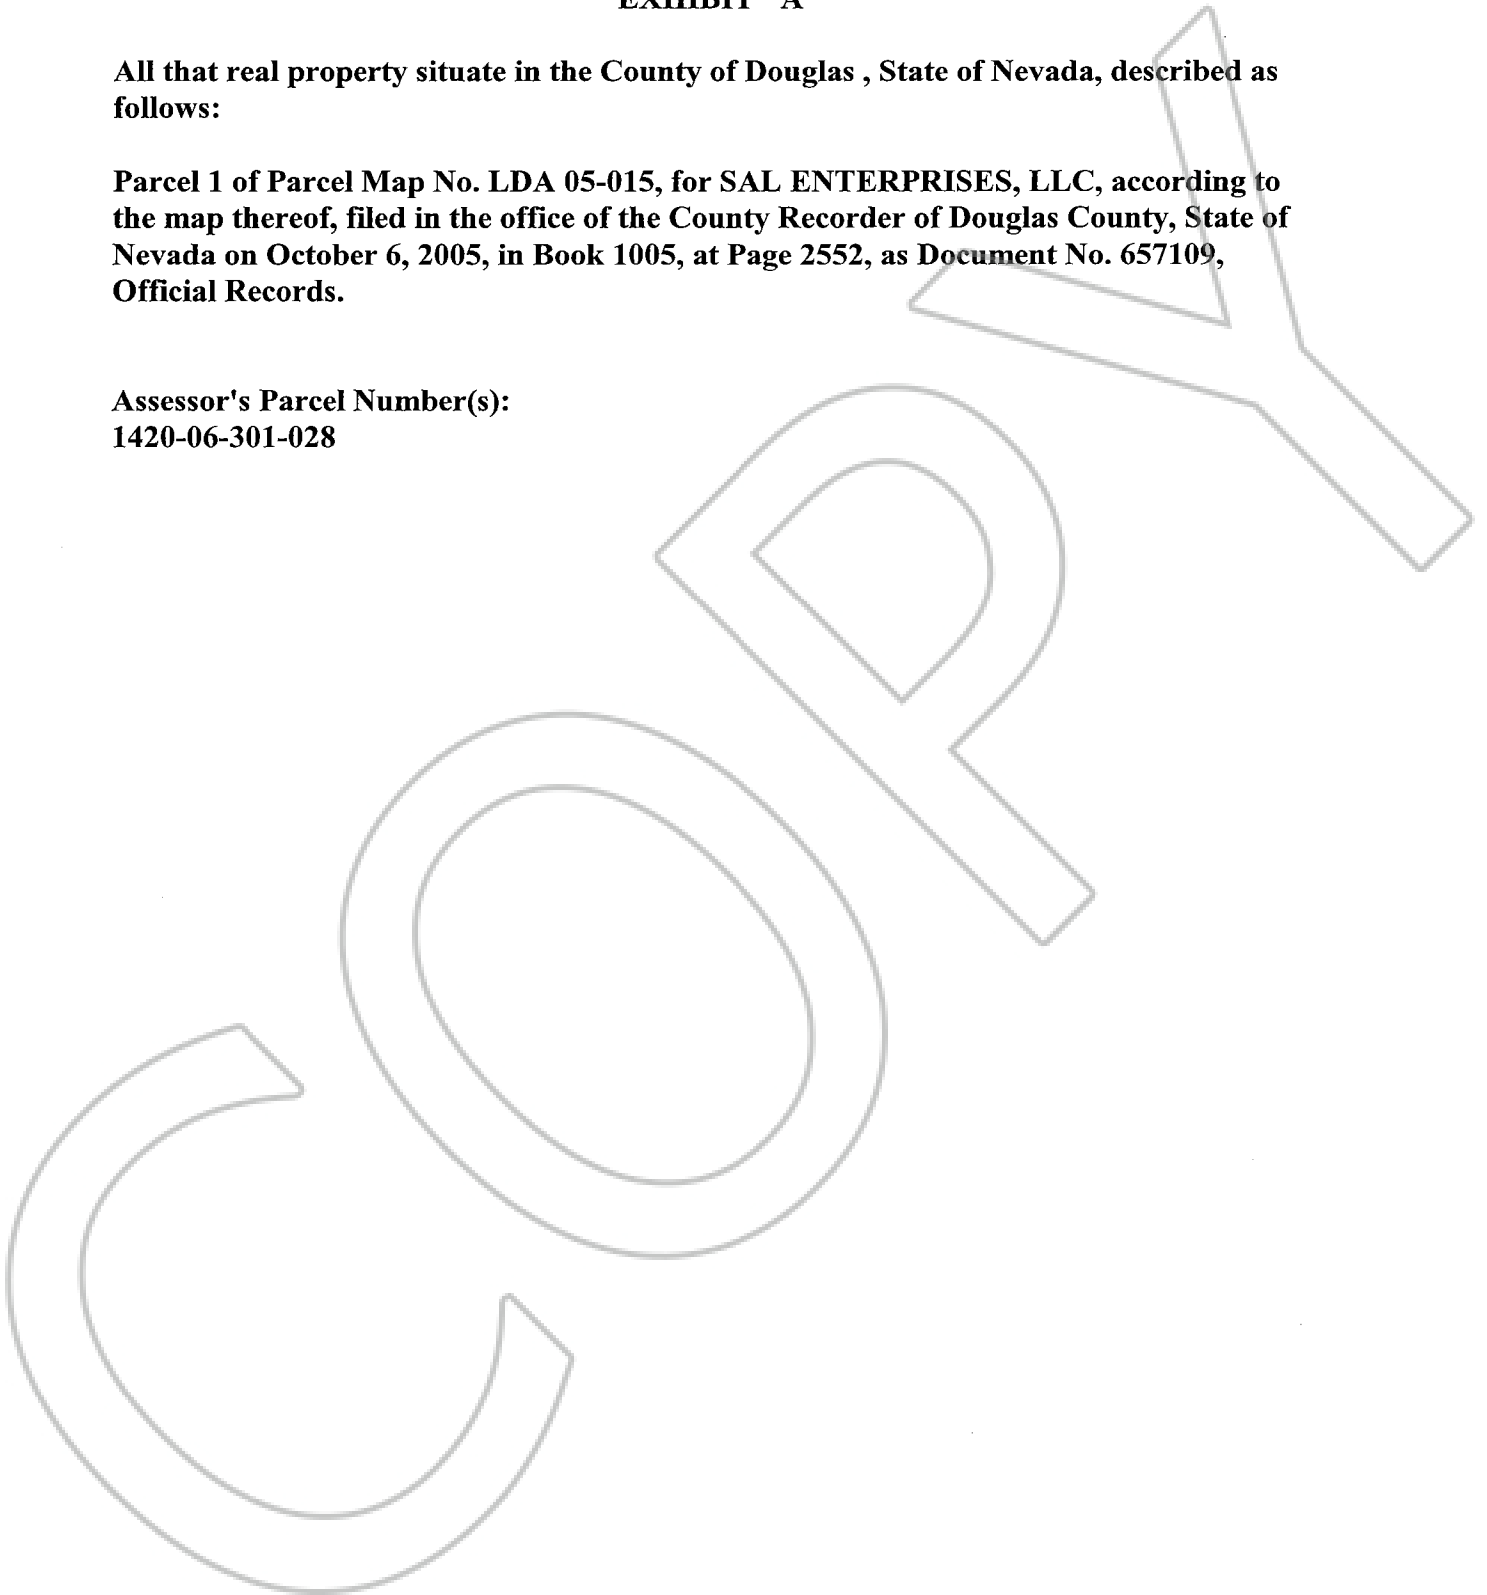 EXHIBIT "A"
All that real property situate in the County of Douglas , State of Nevada, described as
follows:
Parcel 1 of Parcel Map No. LDA 05-015, for SAL ENTERPRISES, LLC, according to
the map thereof, filed in the office of the County Recorder of Douglas County, State of
Nevada on October 6, 2005, in Book 1005, at Page 2552, as Document No. 657109,
Official Records.
Assessor's Parcel Number(s):
1420-06-301-028
COPY